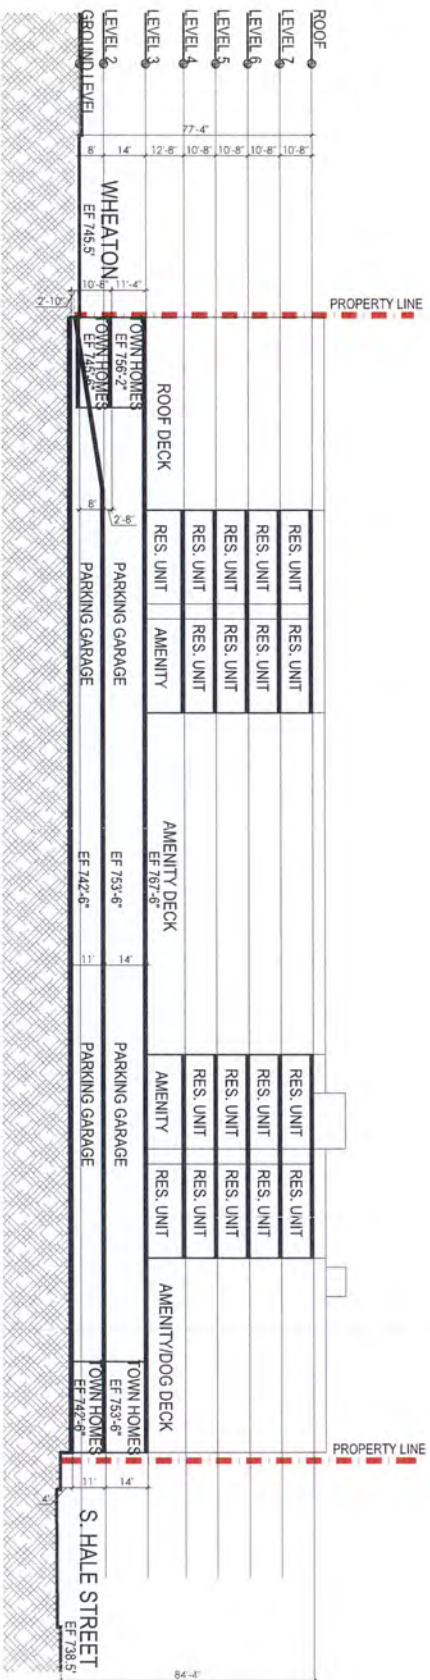 ROOF
LEVEL 7
LEVEL 6
LEVEL 5
LEVEL 4
LEVEL 3
LEVEL 2
GROUND LEVEL
77'-4"
10'-8"
10'-8"
10'-8"
10'-8"
12'-8"
14'
8'
WHEATON
EF 745.5'
11'-4"
10'-8"
2'-10"
PROPERTY LINE
TOWN HOMES
EF 756'-2"
TOWN HOMES
ROOF DECK
8'
2'-8"
RES. UNIT
RES. UNIT
RES. UNIT
RES. UNIT
RES. UNIT
RES. UNIT
RES. UNIT
RES. UNIT
RES. UNIT
AMENITY
PARKING GARAGE
PARKING GARAGE
AMENITY DECK
EF 767'-6"
EF 753'-6"
EF 742'-6"
14'
11'
RES. UNIT
RES. UNIT
RES. UNIT
RES. UNIT
AMENITY
RES. UNIT
RES. UNIT
RES. UNIT
RES. UNIT
RES. UNIT
PARKING GARAGE
PARKING GARAGE
AMENITY/DOG DECK
TOWN HOMES
EF 753'-6"
TOWN HOMES
EF 742'-6"
PROPERTY LINE
14'
11'
4'
S. HALE STREET
EF 738.5'
84'-4"